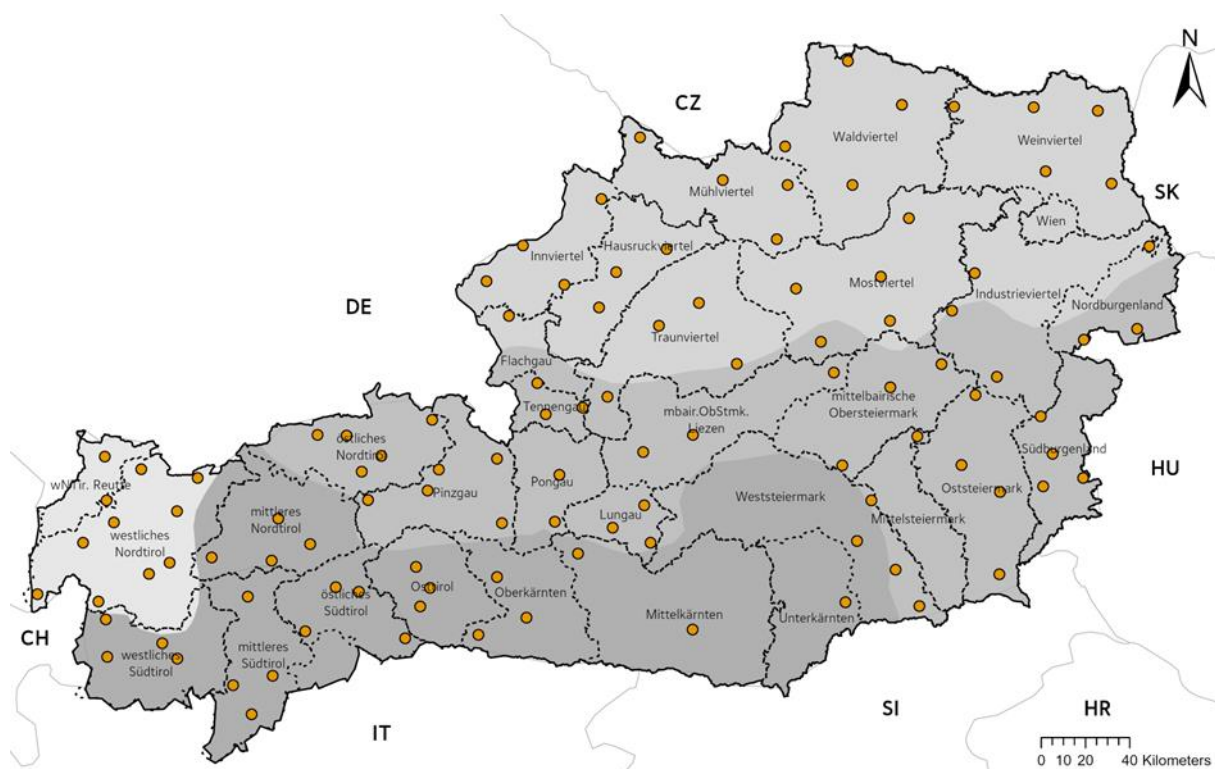 N
CZ
Waldviertel
Weinviertel
Mühlviertel
SK
Wien
Hausruckviertel
Innviertel
Mostviertel
Industrieviertel
Nordburgenland
DE
Traunviertel
Flachgau
mittelbairische
Obersteiermark
Tennengau
mbair.ObStmk.
Liezen
östliches
Nordtirol
Südburgenland
HU
wNTir. Reutte
Pinzgau
Pongau
Weststeiermark
Oststeiermark
mittleres
Nordtirol
Lungau
Mittelsteiermark
westliches
Nordtirol
Osttirol
Oberkärnten
östliches
Südtirol
Mittelkärnten
Unterkärnten
CH
mittleres
Südtirol
westliches
Südtirol
IT
SI
HR
0 10 20 40 Kilometers